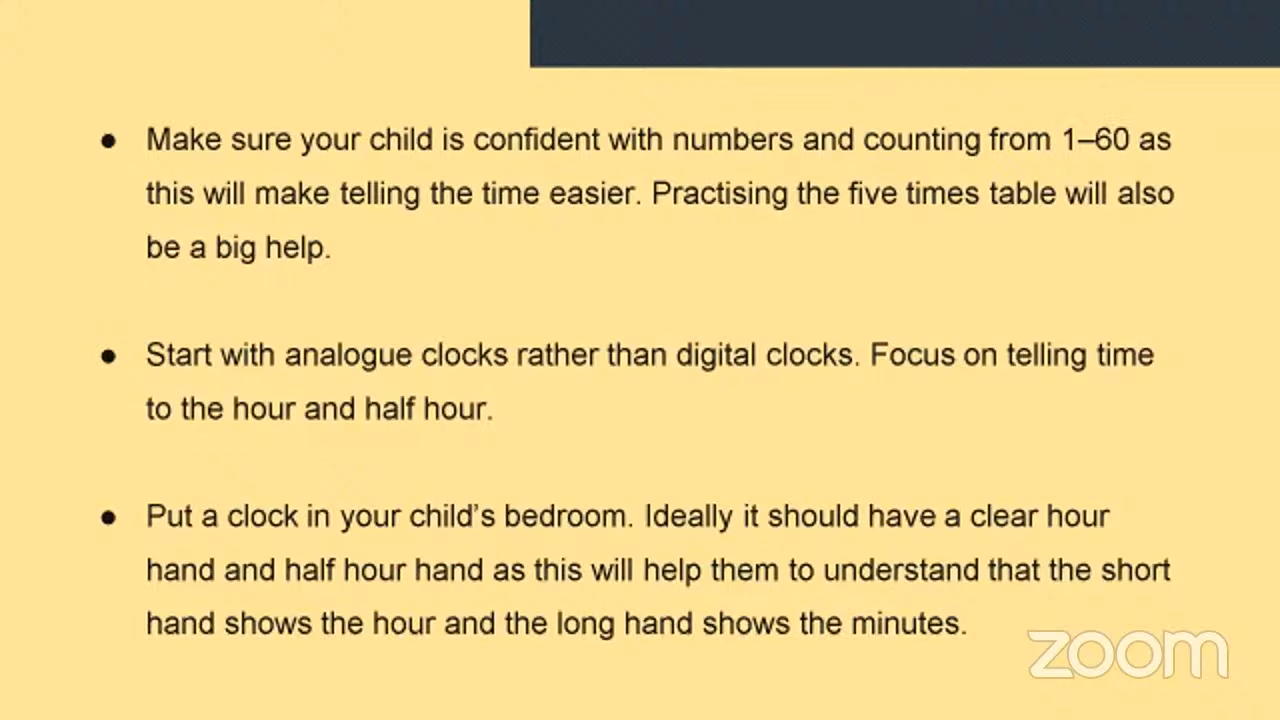 ● Make sure your child is confident with numbers and counting from 1–60 as
this will make telling the time easier. Practising the five times table will also
be a big help.
● Start with analogue clocks rather than digital clocks. Focus on telling time
to the hour and half hour.
● Put a clock in your child’s bedroom. Ideally it should have a clear hour
hand and half hour hand as this will help them to understand that the short
hand shows the hour and the long hand shows the minutes.
zoom